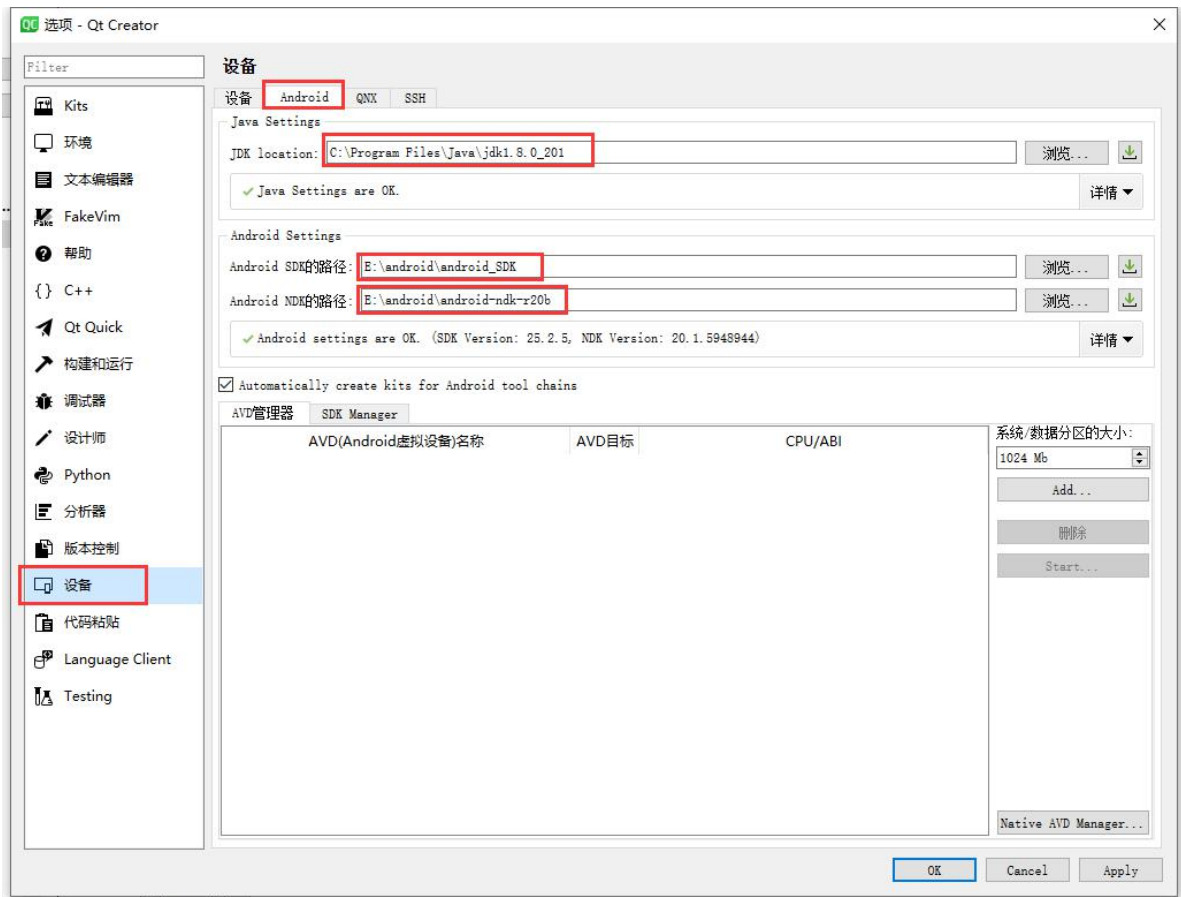 选项 - Qt Creator
Filter
Kits
环境
文本编辑器
FakeVim
帮助
{} C++
Qt Quick
构建和运行
调试器
设计师
Python
分析器
版本控制
设备
代码粘贴
Language Client
Testing
设备
设备 Android QNX SSH
Java Settings
JDK location: C:\Program Files\Java\jdk1.8.0_201 浏览...
Java Settings are OK. 详情
Android Settings
Android SDK的路径: E:\android\android_SDK 浏览...
Android NDK的路径: E:\android\android-ndk-r20b 浏览...
Android settings are OK. (SDK Version: 25.2.5, NDK Version: 20.1.5948944) 详情
Automatically create kits for Android tool chains
AVD管理器 SDK Manager
AVD(Android虚拟设备)名称 AVD目标 CPU/ABI
系统/数据分区的大小:
1024 Mb
Add...
删除
Start...
Native AVD Manager...
OK Cancel Apply